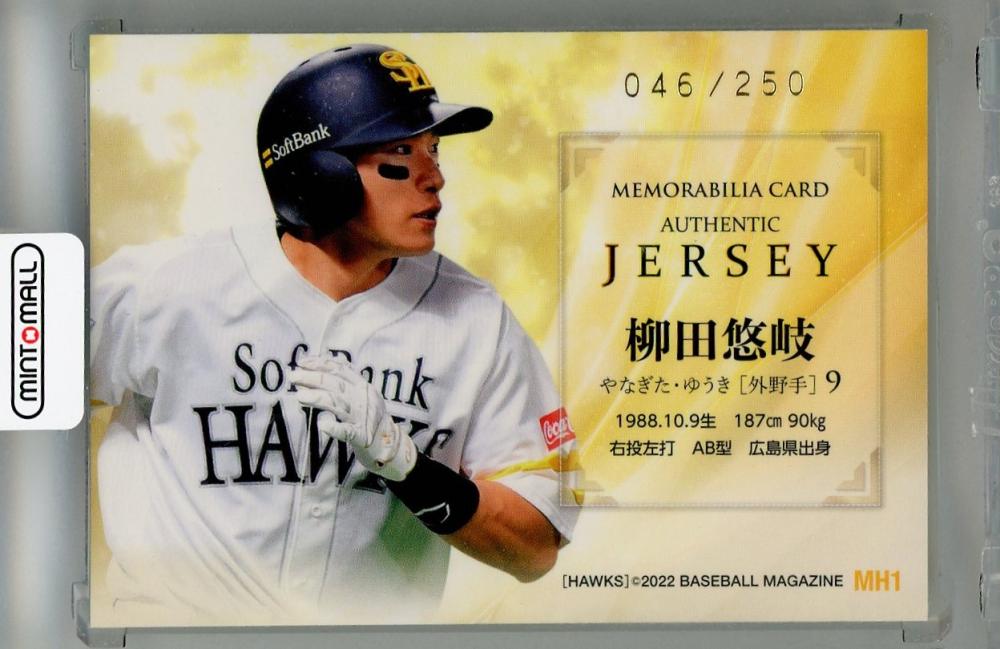 046/250
MEMORABILIA CARD
AUTHENTIC
JERSEY
柳田悠岐
やなぎた・ゆうき［外野手］9
1988.10.9生 187㎝ 90㎏
右投左打 AB型 広島県出身
[HAWKS]©2022 BASEBALL MAGAZINE MH1
SH
SoftBank
SoftBank
HAWKS
MINT MALL